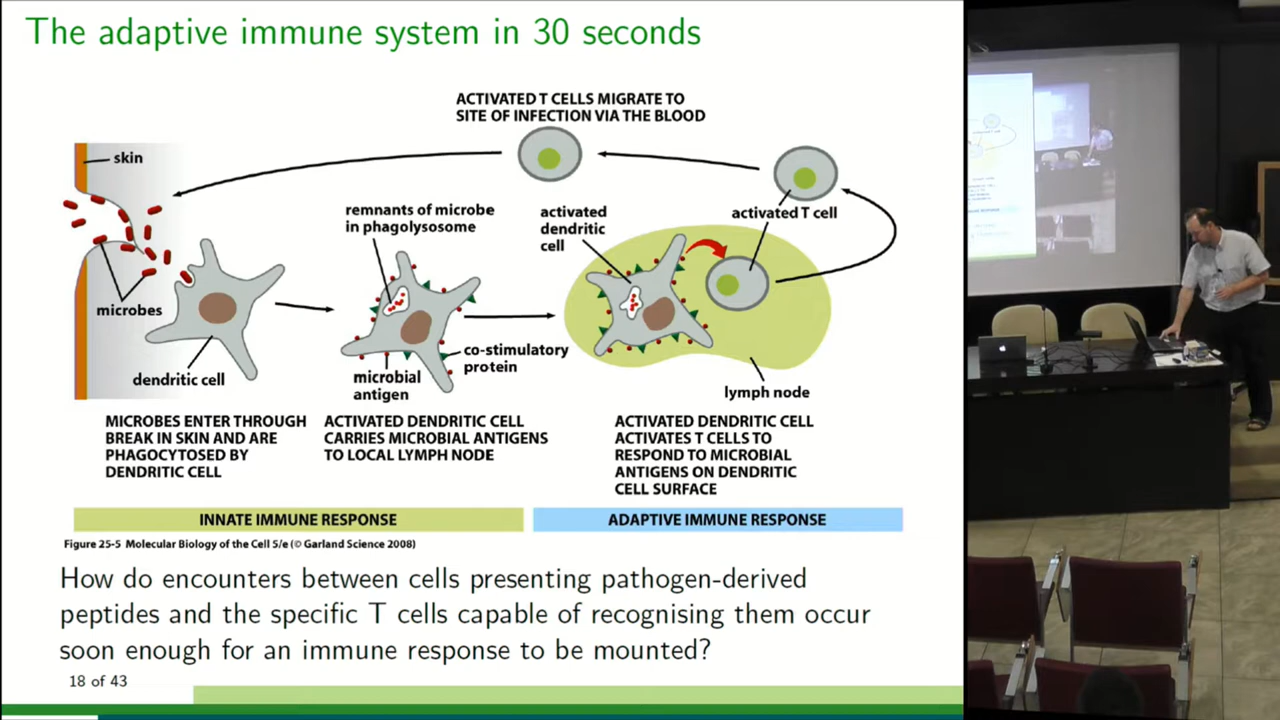 The adaptive immune system in 30 seconds
ACTIVATED T CELLS MIGRATE TO
SITE OF INFECTION VIA THE BLOOD
skin
remnants of microbe
in phagolysosome
activated
dendritic
cell
activated T cell
microbes
co-stimulatory
protein
dendritic cell
microbial
antigen
lymph node
MICROBES ENTER THROUGH
BREAK IN SKIN AND ARE
PHAGOCYTOSED BY
DENDRITIC CELL
ACTIVATED DENDRITIC CELL
CARRIES MICROBIAL ANTIGENS
TO LOCAL LYMPH NODE
ACTIVATED DENDRITIC CELL
ACTIVATES T CELLS TO
RESPOND TO MICROBIAL
ANTIGENS ON DENDRITIC
CELL SURFACE
INNATE IMMUNE RESPONSE
ADAPTIVE IMMUNE RESPONSE
Figure 25-5 Molecular Biology of the Cell 5/e (© Garland Science 2008)
How do encounters between cells presenting pathogen-derived
peptides and the specific T cells capable of recognising them occur
soon enough for an immune response to be mounted?
18 of 43